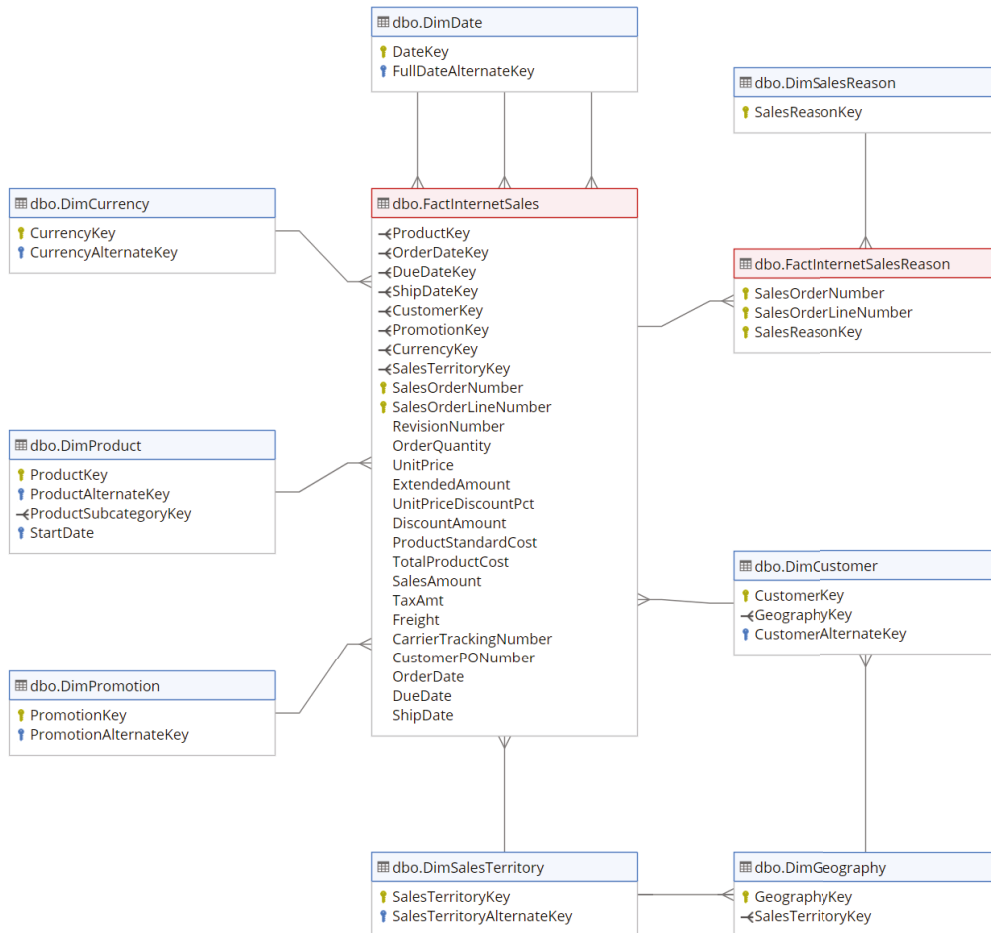 dbo.DimDate
DateKey
FullDateAlternateKey
dbo.DimSalesReason
SalesReasonKey
dbo.DimCurrency
CurrencyKey
CurrencyAlternateKey
dbo.FactInternetSales
ProductKey
OrderDateKey
DueDateKey
ShipDateKey
CustomerKey
PromotionKey
CurrencyKey
SalesTerritoryKey
SalesOrderNumber
SalesOrderLineNumber
RevisionNumber
OrderQuantity
UnitPrice
ExtendedAmount
UnitPriceDiscountPct
DiscountAmount
ProductStandardCost
TotalProductCost
SalesAmount
TaxAmt
Freight
CarrierTrackingNumber
CustomerPONumber
OrderDate
DueDate
ShipDate
dbo.FactInternetSalesReason
SalesOrderNumber
SalesOrderLineNumber
SalesReasonKey
dbo.DimProduct
ProductKey
ProductAlternateKey
ProductSubcategoryKey
StartDate
dbo.DimCustomer
CustomerKey
GeographyKey
CustomerAlternateKey
dbo.DimPromotion
PromotionKey
PromotionAlternateKey
dbo.DimSalesTerritory
SalesTerritoryKey
SalesTerritoryAlternateKey
dbo.DimGeography
GeographyKey
SalesTerritoryKey